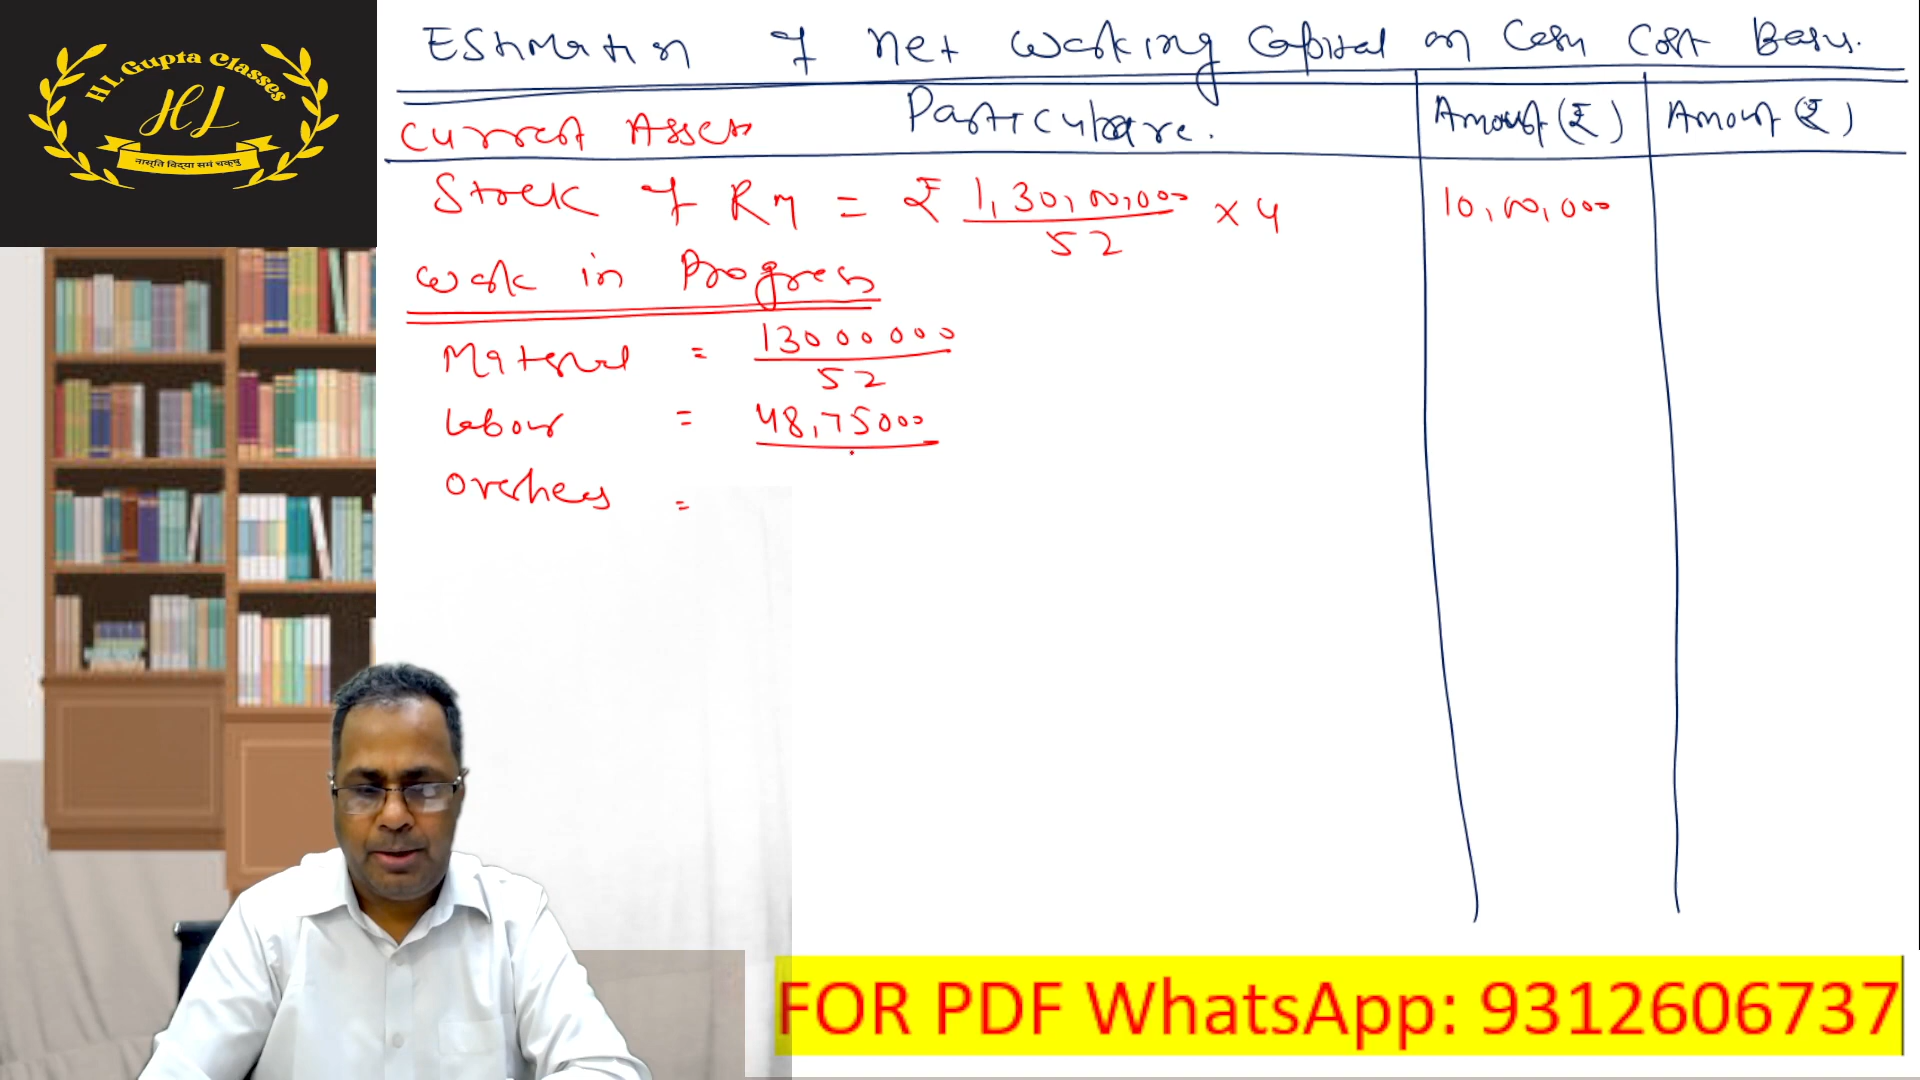 HL Gupta Classes
HL
नास्ति विद्या समं चक्षु
Estimation of net working Capital on Cash Cost Basis.
Particulars.
Amount (₹)
Amount (₹)
Current Assets
Stock of RM = ₹ 1,30,00,000 / 52 × 4
10,00,000
Work in Progress
Material = 13000000 / 52
Labour = 48,75000
Overheads =
FOR PDF WhatsApp: 9312606737